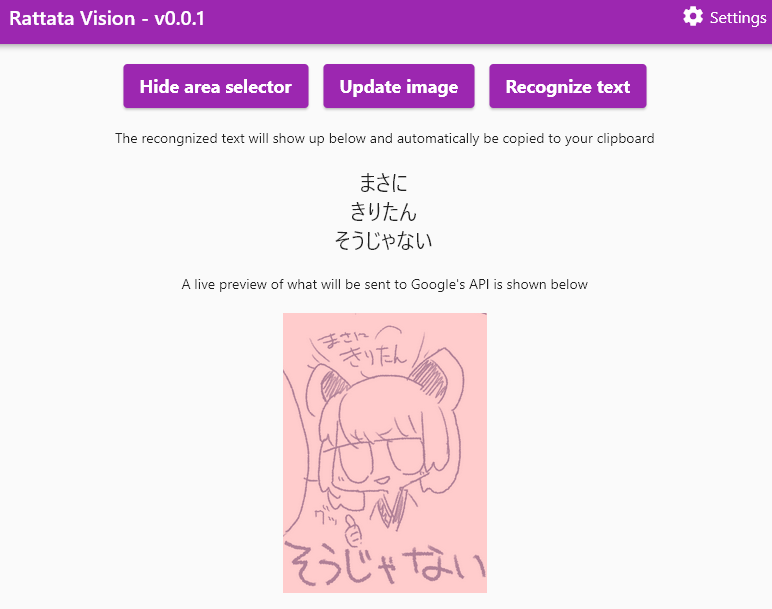 Rattata Vision - v0.0.1
Settings
Hide area selector
Update image
Recognize text
The recongnized text will show up below and automatically be copied to your clipboard
まさに
きりたん
そうじゃない
A live preview of what will be sent to Google's API is shown below
まさに
きりたん
グッ
そうじゃない